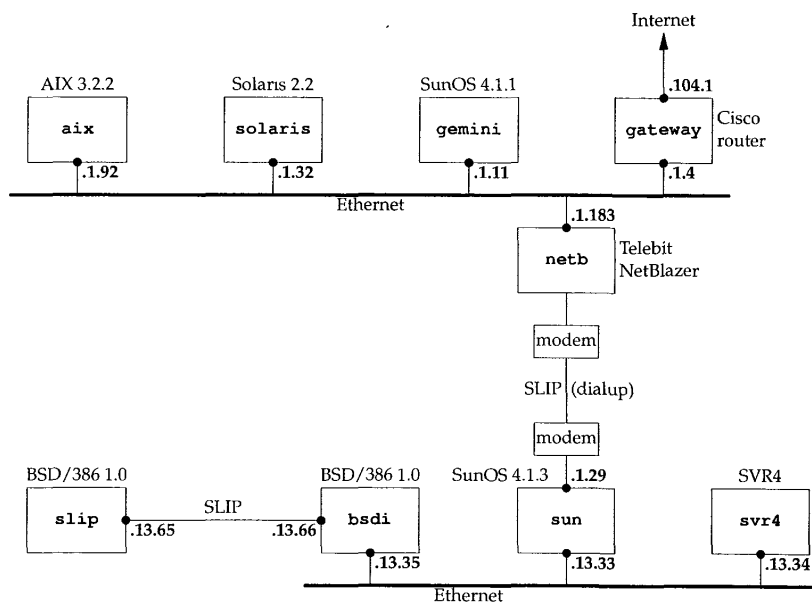 Internet
AIX 3.2.2
Solaris 2.2
SunOS 4.1.1
.104.1
aix
solaris
gemini
gateway
Cisco
router
.1.92
.1.32
.1.11
.1.4
Ethernet
.1.183
netb
Telebit
NetBlazer
modem
SLIP (dialup)
modem
BSD/386 1.0
BSD/386 1.0
SunOS 4.1.3
.1.29
SVR4
slip
SLIP
bsdi
sun
svr4
.13.65
.13.66
.13.35
.13.33
.13.34
Ethernet